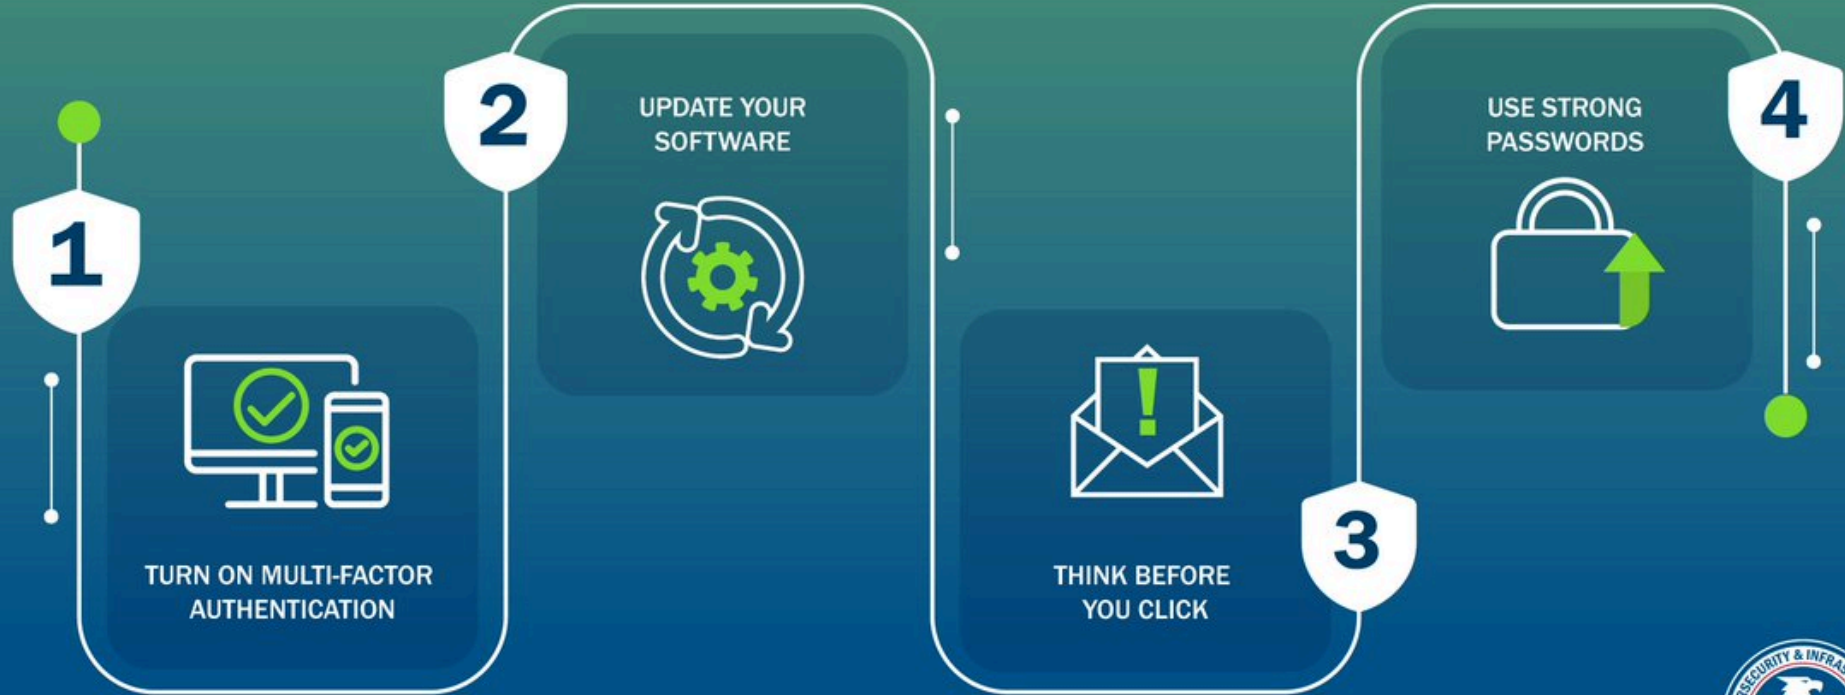 1
TURN ON MULTI-FACTOR
AUTHENTICATION
2
UPDATE YOUR
SOFTWARE
THINK BEFORE
YOU CLICK
3
USE STRONG
PASSWORDS
4